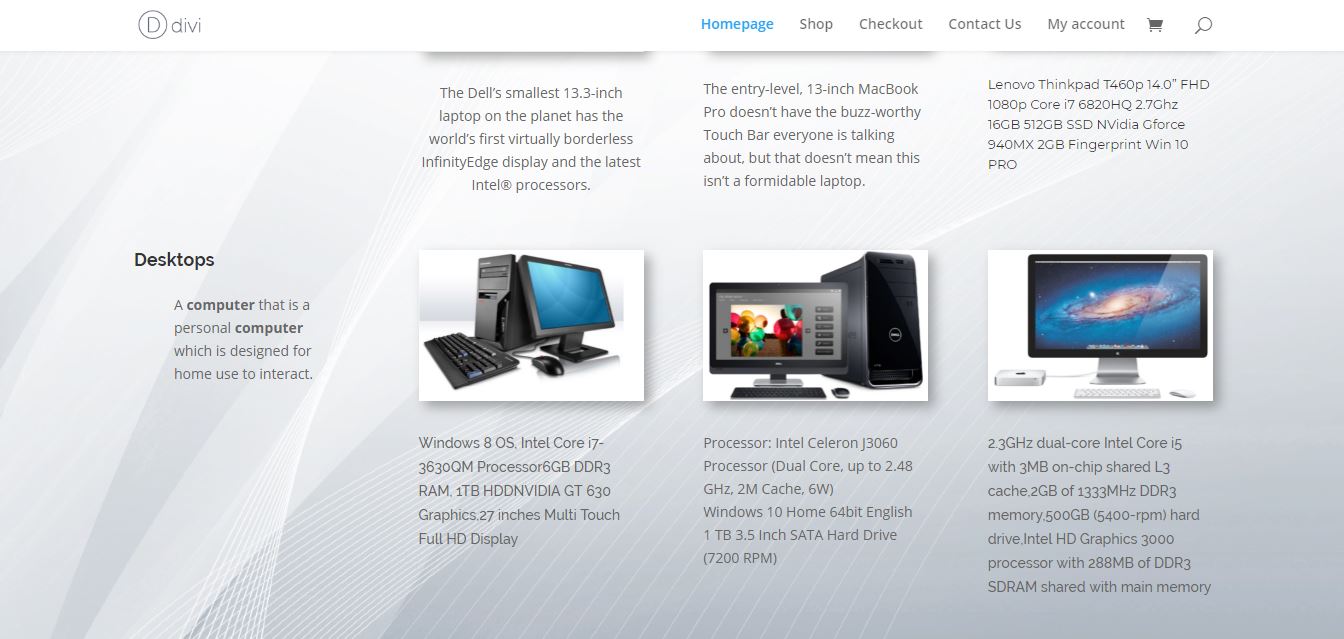 D divi
Homepage Shop Checkout Contact Us My account
The Dell’s smallest 13.3-inch
laptop on the planet has the
world’s first virtually borderless
InfinityEdge display and the latest
Intel® processors.
The entry-level, 13-inch MacBook
Pro doesn’t have the buzz-worthy
Touch Bar everyone is talking
about, but that doesn’t mean this
isn’t a formidable laptop.
Lenovo Thinkpad T460p 14.0″ FHD
1080p Core i7 6820HQ 2.7Ghz
16GB 512GB SSD NVidia Gforce
940MX 2GB Fingerprint Win 10
PRO
Desktops
A computer that is a
personal computer
which is designed for
home use to interact.
DELL
Windows 8 OS, Intel Core i7-
3630QM Processor6GB DDR3
RAM, 1TB HDDNVIDIA GT 630
Graphics,27 inches Multi Touch
Full HD Display
Processor: Intel Celeron J3060
Processor (Dual Core, up to 2.48
GHz, 2M Cache, 6W)
Windows 10 Home 64bit English
1 TB 3.5 Inch SATA Hard Drive
(7200 RPM)
2.3GHz dual-core Intel Core i5
with 3MB on-chip shared L3
cache,2GB of 1333MHz DDR3
memory,500GB (5400-rpm) hard
drive,Intel HD Graphics 3000
processor with 288MB of DDR3
SDRAM shared with main memory